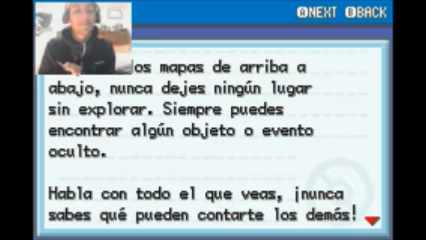 ⒶNEXT ⒷBACK
os mapas de arriba a
abajo, nunca dejes ningún lugar
sin explorar. Siempre puedes
encontrar algún objeto o evento
oculto.
Habla con todo el que veas, ¡nunca
sabes qué pueden contarte los demás!